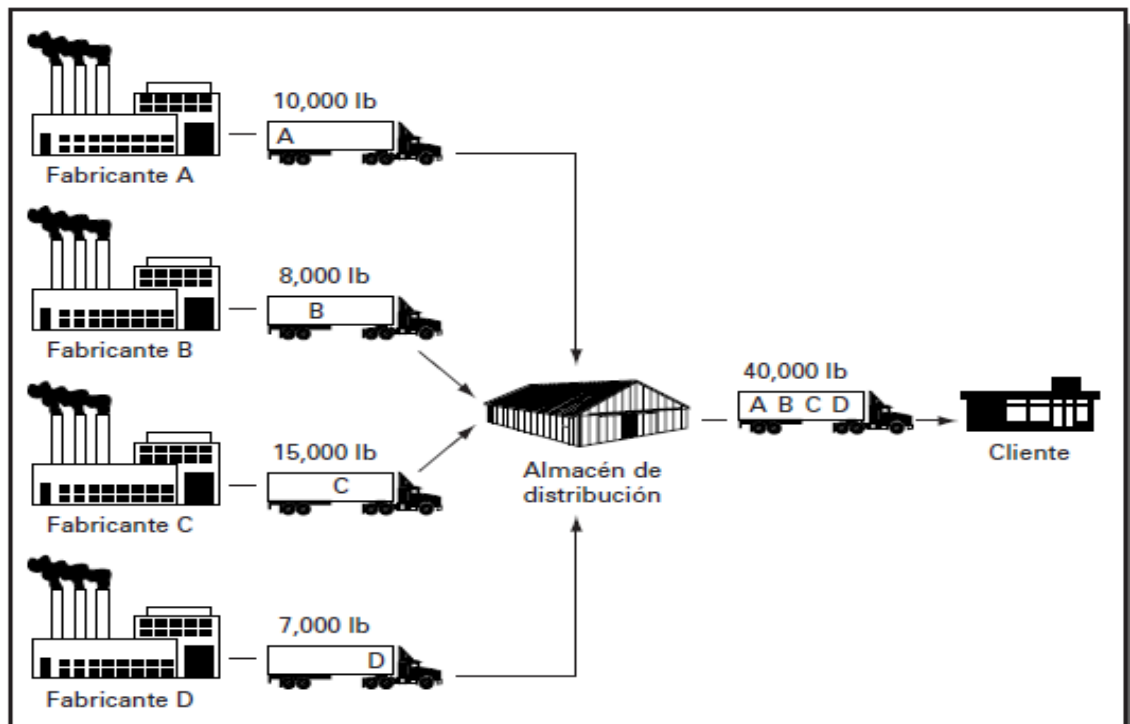 10,000 lb
A
Fabricante A
8,000 lb
B
Fabricante B
15,000 lb
C
Fabricante C
7,000 lb
D
Fabricante D
Almacén de
distribución
40,000 lb
A B C D
Cliente